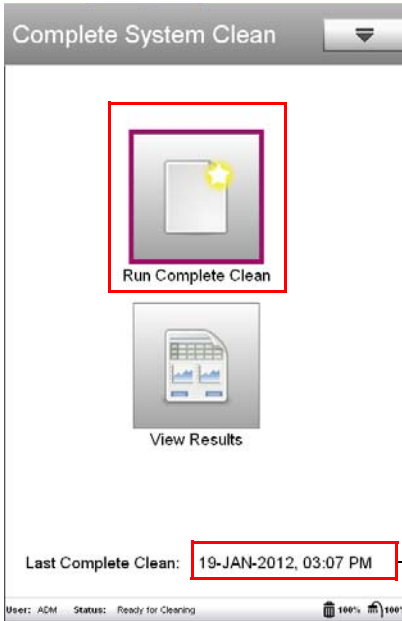 Complete System Clean
Run Complete Clean
View Results
Last Complete Clean: 19-JAN-2012, 03:07 PM
User: ADM Status: Ready for Cleaning 100% 100%